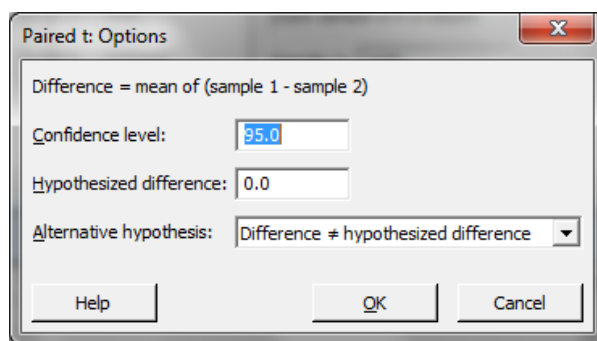 Paired t: Options
Difference = mean of (sample 1 - sample 2)
Confidence level: 95.0
Hypothesized difference: 0.0
Alternative hypothesis: Difference ≠ hypothesized difference
Help OK Cancel